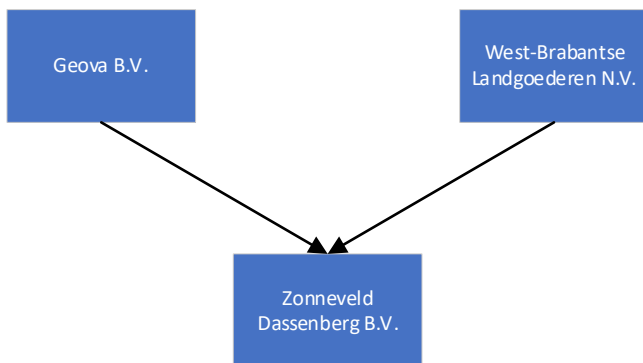 Geova B.V.
West-Brabantse
Landgoederen N.V.
Zonneveld
Dassenberg B.V.